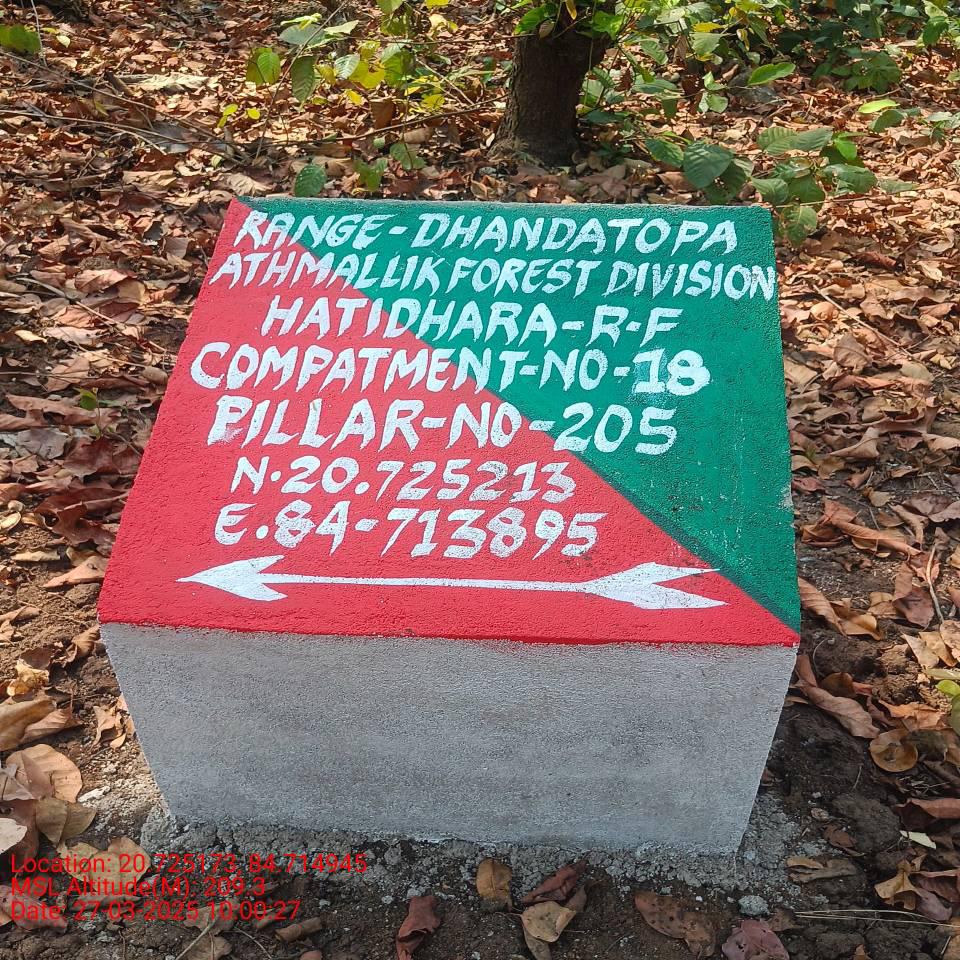 RANGE-DHANDATOPA
ATHMALLIK FOREST DIVISION
HATIDHARA-R-F
COMPATMENT-NO-18
PILLAR-NO-205
N.20.725213
E.84-713895
Location: 20.725173, 84.714945
MSL Altitude(M): 209.3
Date: 27-03-2025 10:00:27